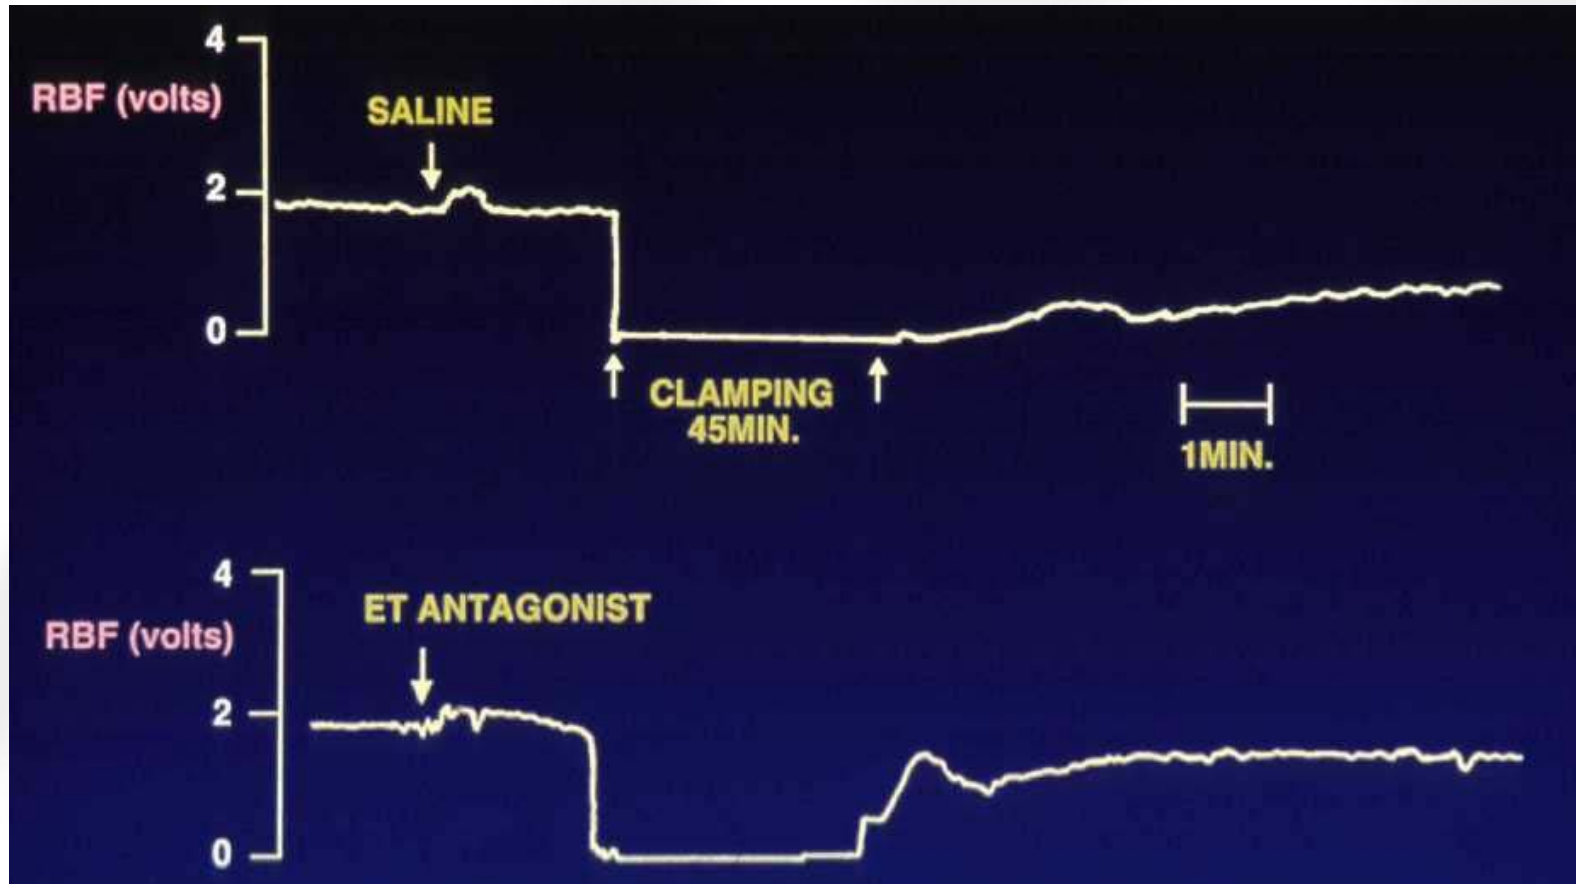 4
RBF (volts)
SALINE
2
0
CLAMPING
45MIN.
1MIN.
4
ET ANTAGONIST
RBF (volts)
2
0